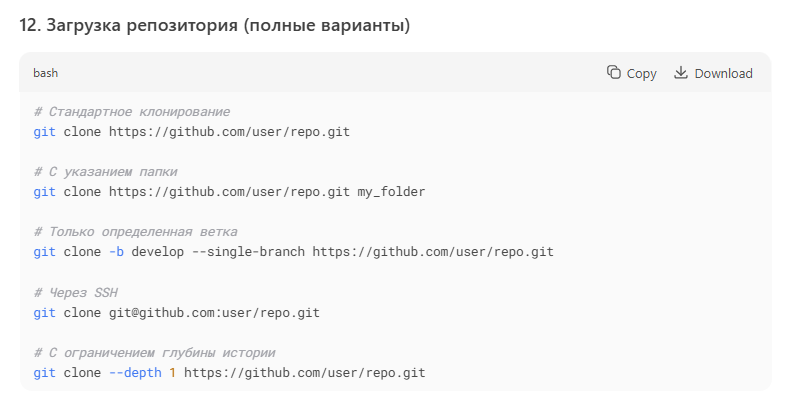 12. Загрузка репозитория (полные варианты)
bash
Copy
Download
# Стандартное клонирование
git clone https://github.com/user/repo.git
# С указанием папки
git clone https://github.com/user/repo.git my_folder
# Только определенная ветка
git clone -b develop --single-branch https://github.com/user/repo.git
# Через SSH
git clone git@github.com:user/repo.git
# С ограничением глубины истории
git clone --depth 1 https://github.com/user/repo.git